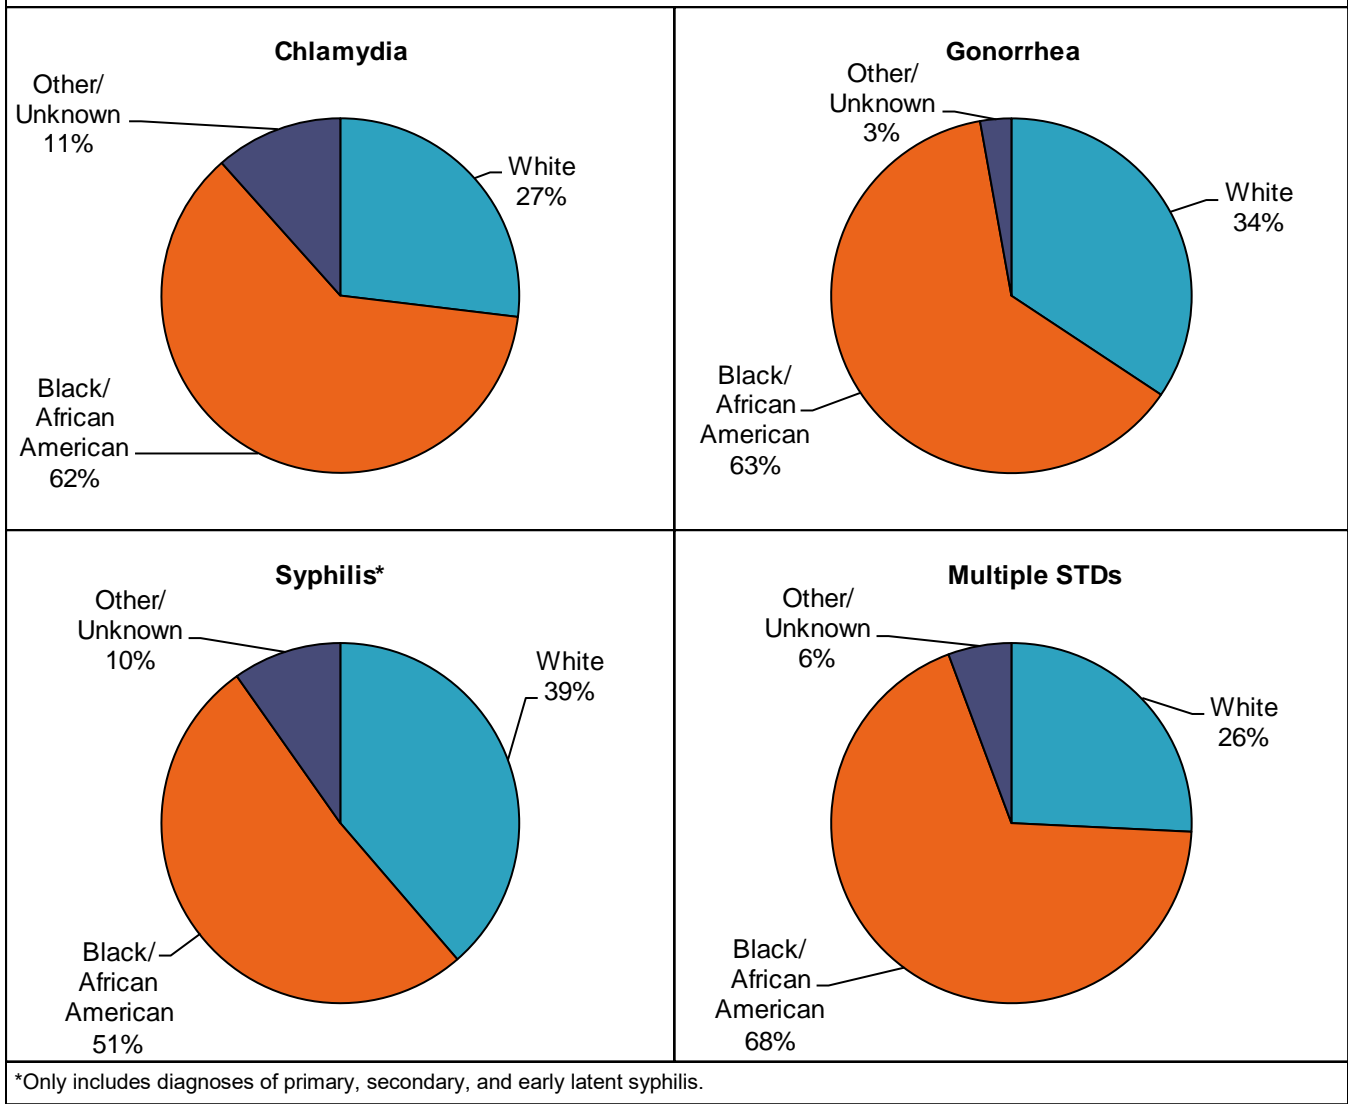 Chlamydia
Other/
Unknown
11%
White
27%
Black/
African
American
62%
Gonorrhea
Other/
Unknown
3%
White
34%
Black/
African
American
63%
Syphilis*
Other/
Unknown
10%
White
39%
Black/
African
American
51%
Multiple STDs
Other/
Unknown
6%
White
26%
Black/
African
American
68%
*Only includes diagnoses of primary, secondary, and early latent syphilis.